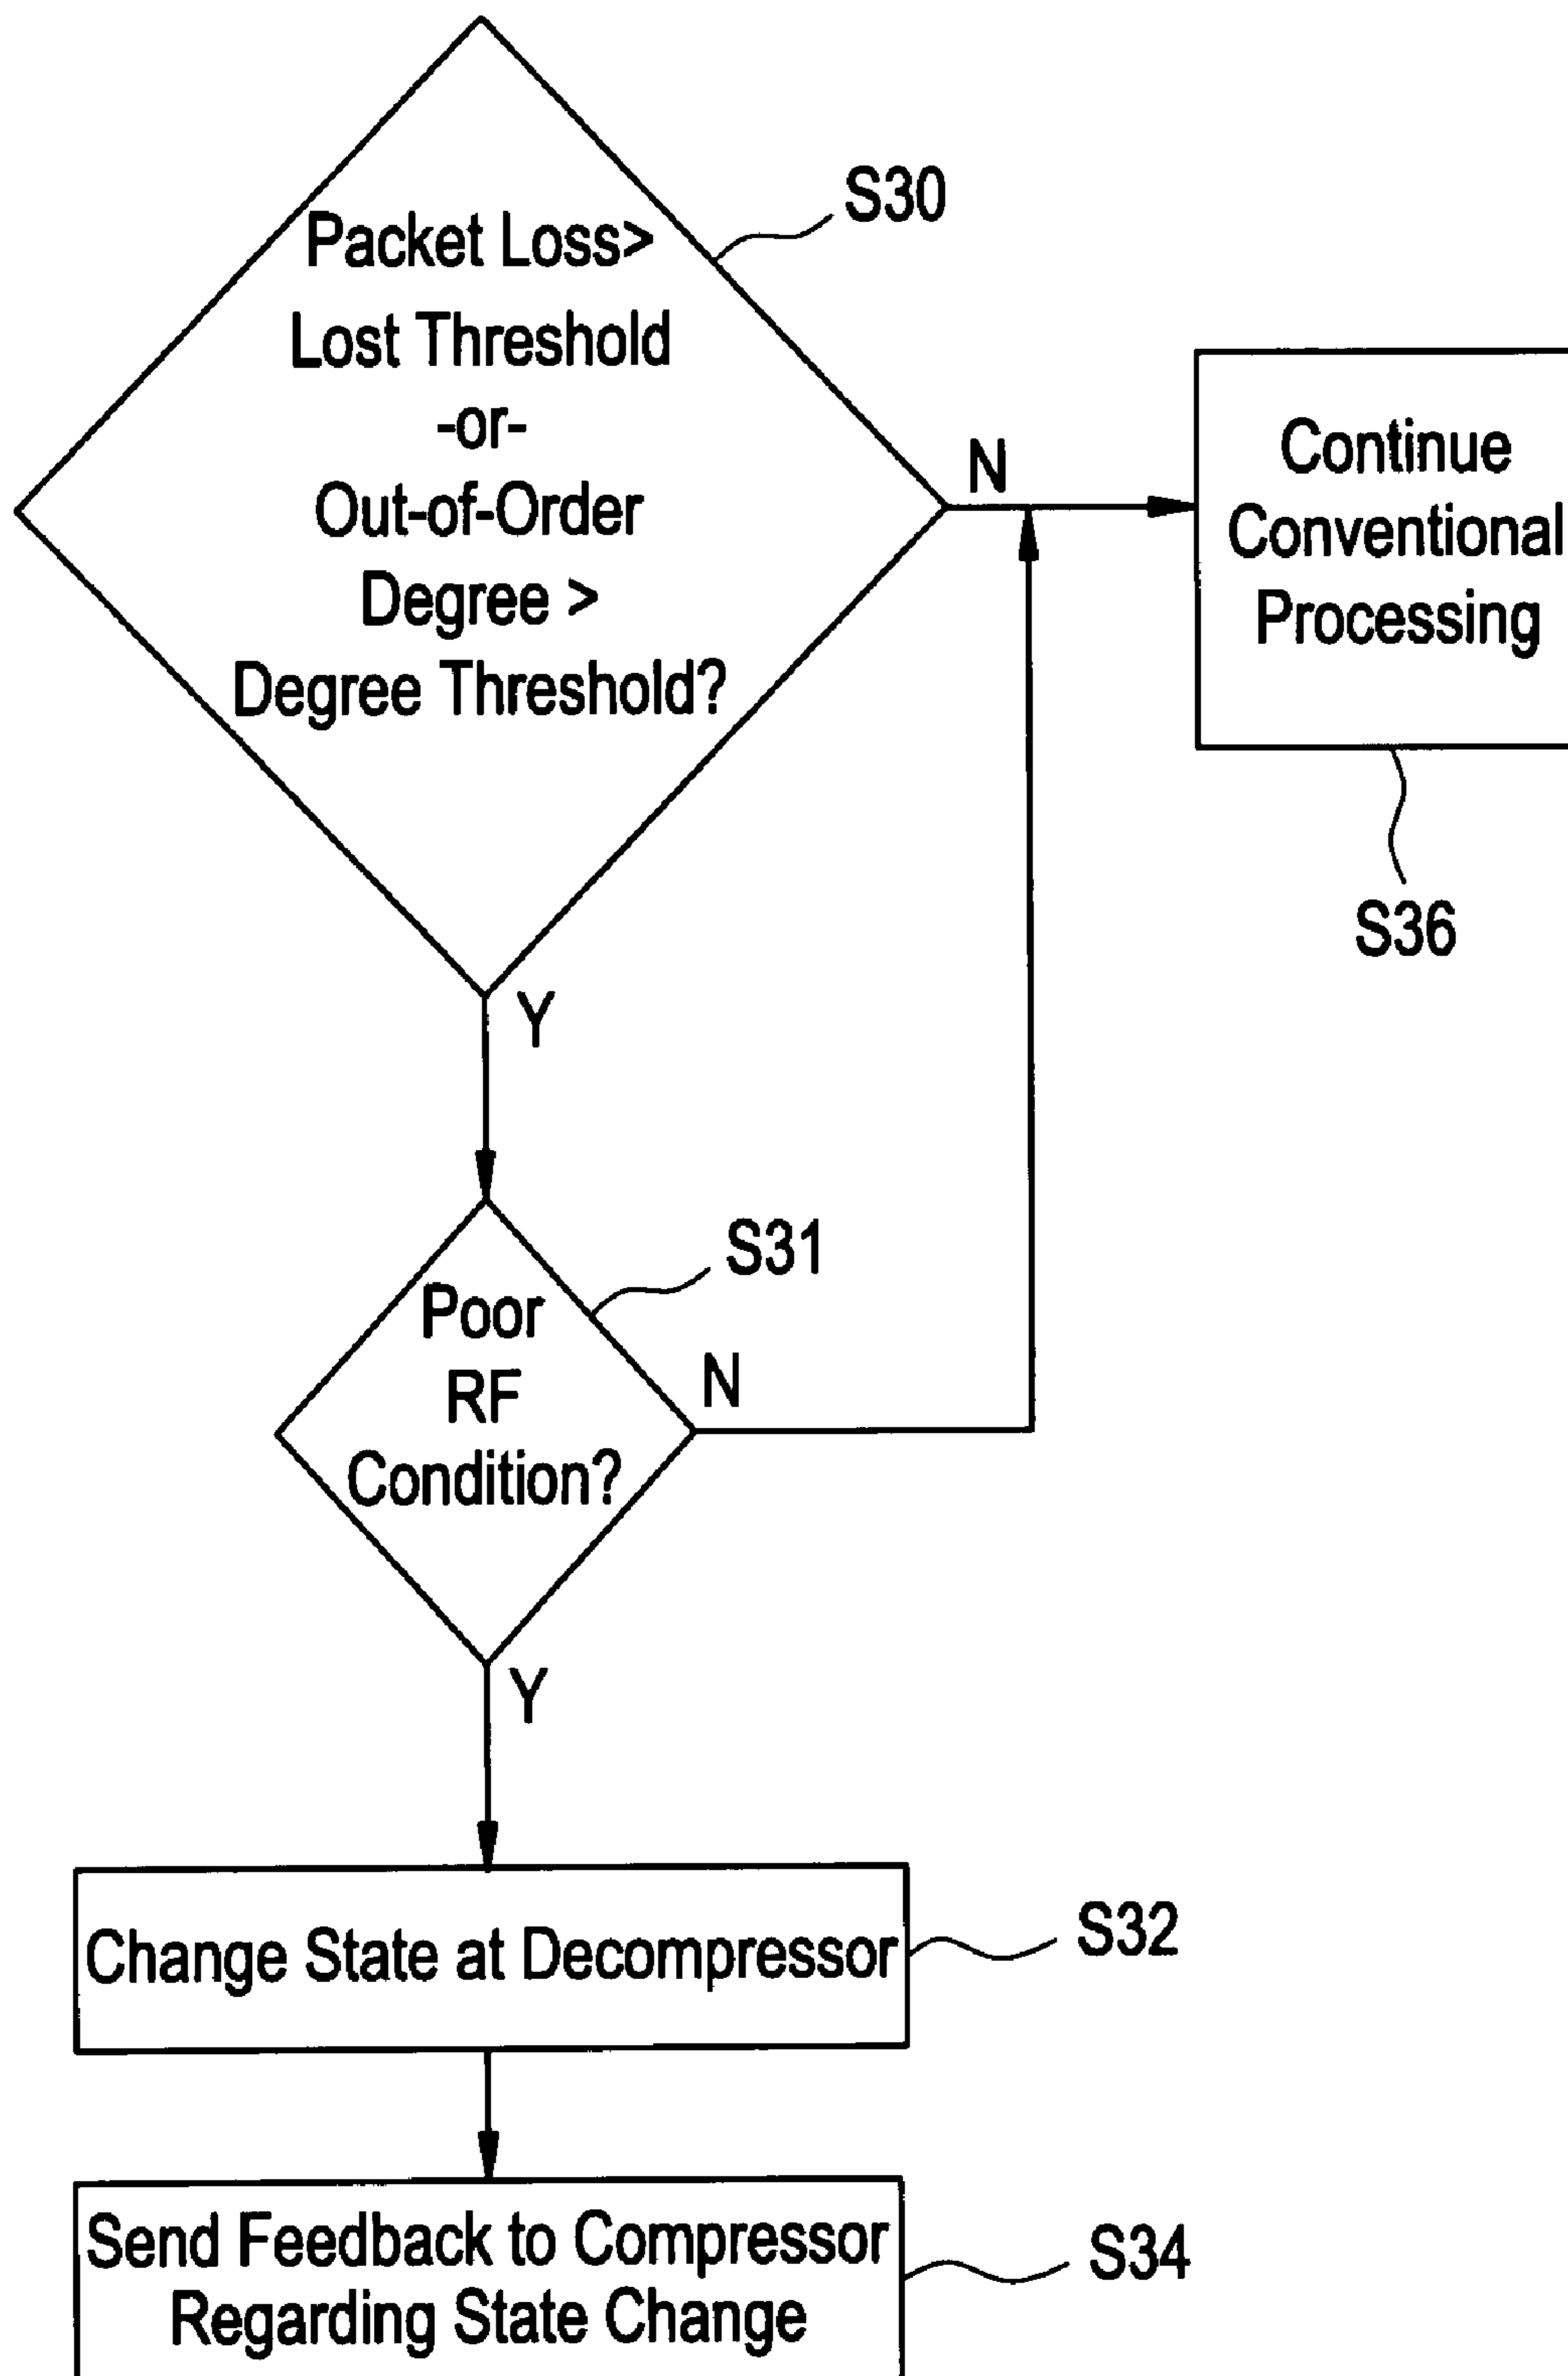 Packet Loss>
Lost Threshold
-or-
Out-of-Order
Degree >
Degree Threshold?
S30
N
Continue
Conventional
Processing
S36
Y
Poor
RF
Condition?
S31
N
Y
Change State at Decompressor
S32
Send Feedback to Compressor
Regarding State Change
S34